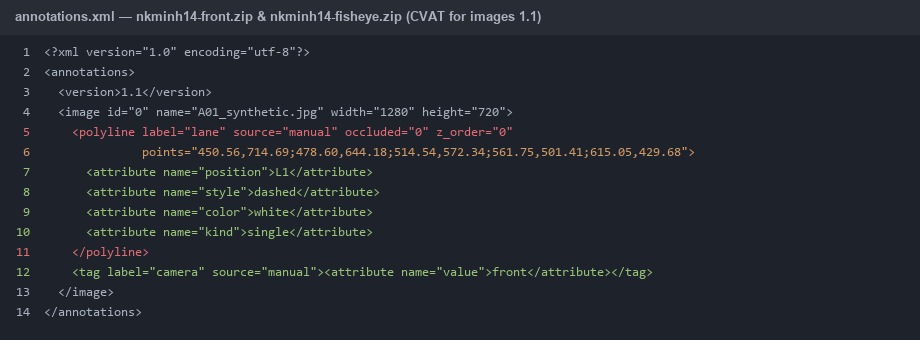 annotations.xml — nkminh14-front.zip & nkminh14-fisheye.zip (CVAT for images 1.1)
1 <?xml version="1.0" encoding="utf-8"?>
2 <annotations>
3 <version>1.1</version>
4 <image id="0" name="A01_synthetic.jpg" width="1280" height="720">
5 <polyline label="lane" source="manual" occluded="0" z_order="0"
6 points="450.56,714.69;478.60,644.18;514.54,572.34;561.75,501.41;615.05,429.68">
7 <attribute name="position">L1</attribute>
8 <attribute name="style">dashed</attribute>
9 <attribute name="color">white</attribute>
10 <attribute name="kind">single</attribute>
11 </polyline>
12 <tag label="camera" source="manual"><attribute name="value">front</attribute></tag>
13 </image>
14 </annotations>